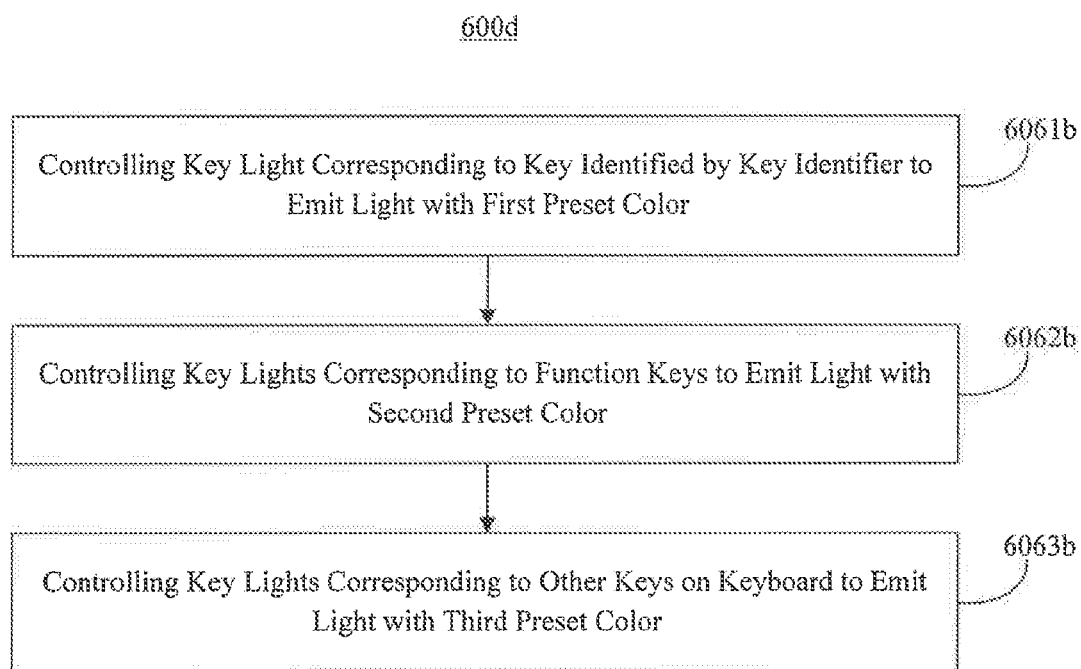 600d
6061b
Controlling Key Light Corresponding to Key Identified by Key Identifier to
Emit Light with First Preset Color
6062b
Controlling Key Lights Corresponding to Function Keys to Emit Light with
Second Preset Color
6063b
Controlling Key Lights Corresponding to Other Keys on Keyboard to Emit
Light with Third Preset Color